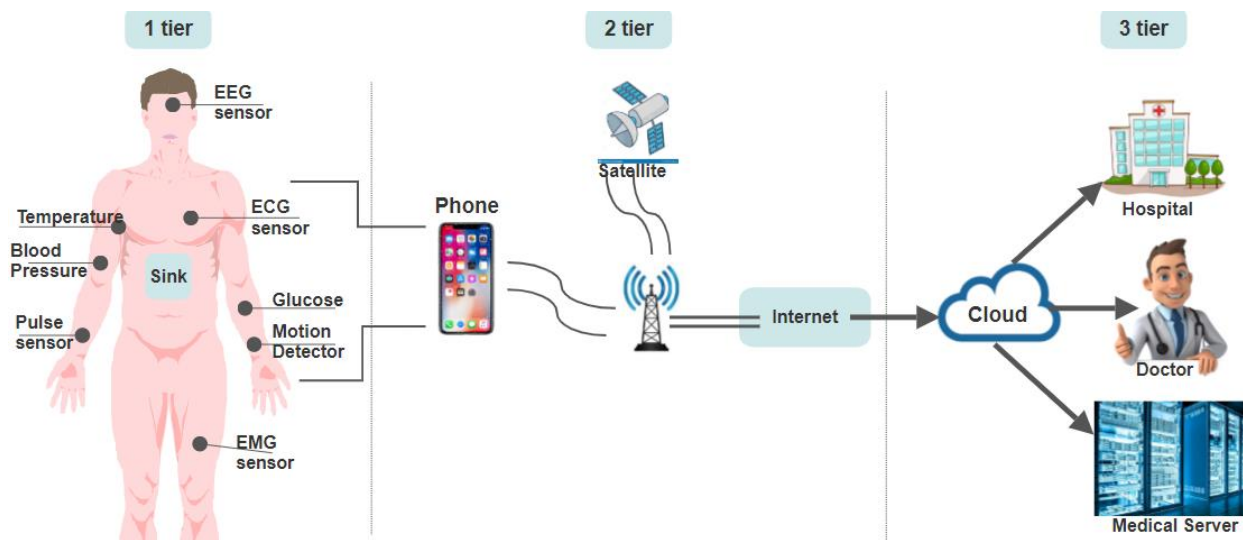 1 tier
2 tier
3 tier
EEG
sensor
Temperature
ECG
sensor
Blood
Pressure
Sink
Glucose
Pulse
sensor
Motion
Detector
EMG
sensor
Phone
Satellite
Internet
Cloud
Hospital
Doctor
Medical Server